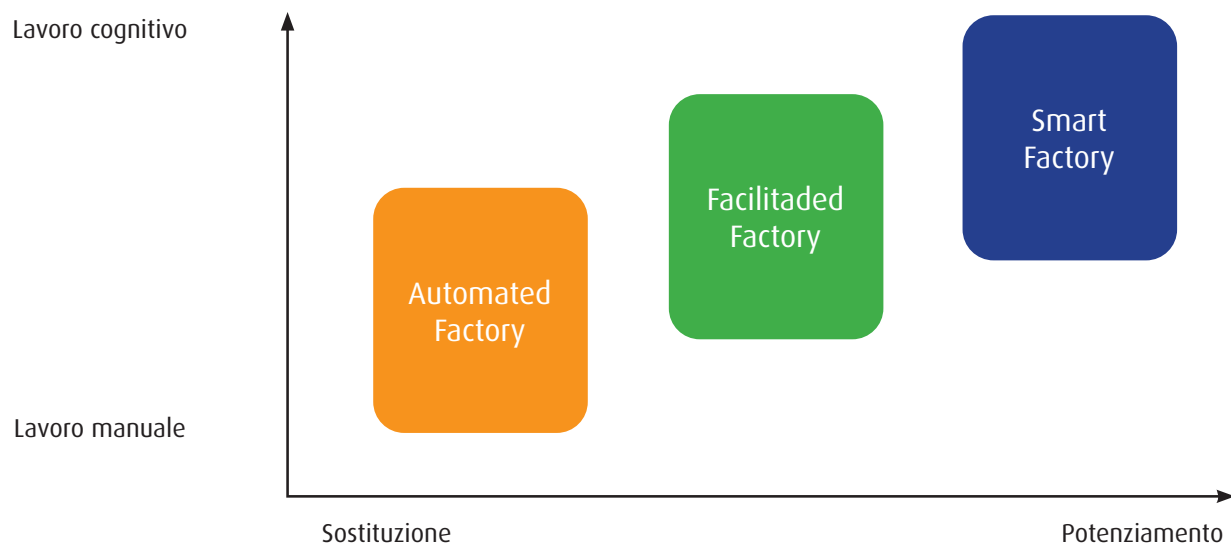 Lavoro cognitivo
Smart
Factory
Facilitaded
Factory
Automated
Factory
Lavoro manuale
Sostituzione
Potenziamento